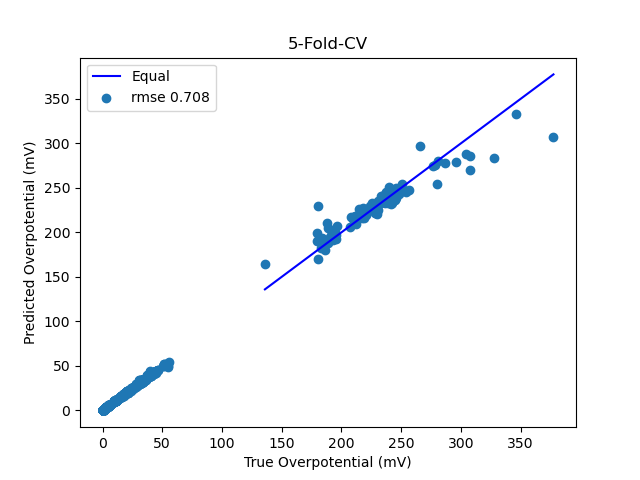 5-Fold-CV
Equal
rmse 0.708
Predicted Overpotential (mV)
350
300
250
200
150
100
50
0
0 50 100 150 200 250 300 350
True Overpotential (mV)